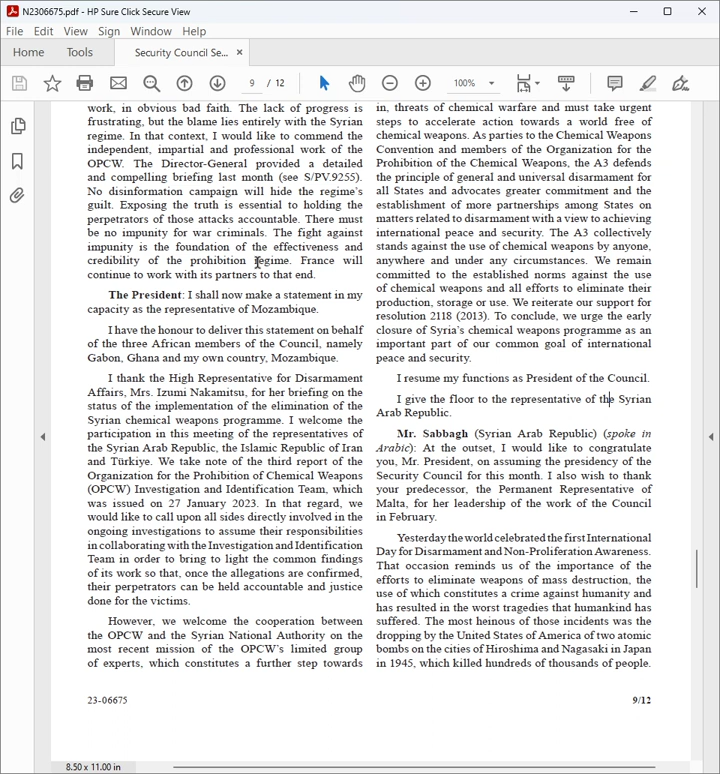 N2306675.pdf - HP Sure Click Secure View
File Edit View Sign Window Help
Home Tools Security Council Se... ×
9 / 12 100%
work, in obvious bad faith. The lack of progress is
frustrating, but the blame lies entirely with the Syrian
regime. In that context, I would like to commend the
independent, impartial and professional work of the
OPCW. The Director-General provided a detailed
and compelling briefing last month (see S/PV.9255).
No disinformation campaign will hide the regime's
guilt. Exposing the truth is essential to holding the
perpetrators of those attacks accountable. There must
be no impunity for war criminals. The fight against
impunity is the foundation of the effectiveness and
credibility of the prohibition regime. France will
continue to work with its partners to that end.
The President: I shall now make a statement in my
capacity as the representative of Mozambique.
I have the honour to deliver this statement on behalf
of the three African members of the Council, namely
Gabon, Ghana and my own country, Mozambique.
I thank the High Representative for Disarmament
Affairs, Mrs. Izumi Nakamitsu, for her briefing on the
status of the implementation of the elimination of the
Syrian chemical weapons programme. I welcome the
participation in this meeting of the representatives of
the Syrian Arab Republic, the Islamic Republic of Iran
and Türkiye. We take note of the third report of the
Organization for the Prohibition of Chemical Weapons
(OPCW) Investigation and Identification Team, which
was issued on 27 January 2023. In that regard, we
would like to call upon all sides directly involved in the
ongoing investigations to assume their responsibilities
in collaborating with the Investigation and Identification
Team in order to bring to light the common findings
of its work so that, once the allegations are confirmed,
their perpetrators can be held accountable and justice
done for the victims.
However, we welcome the cooperation between
the OPCW and the Syrian National Authority on the
most recent mission of the OPCW's limited group
of experts, which constitutes a further step towards
in, threats of chemical warfare and must take urgent
steps to accelerate action towards a world free of
chemical weapons. As parties to the Chemical Weapons
Convention and members of the Organization for the
Prohibition of the Chemical Weapons, the A3 defends
the principle of general and universal disarmament for
all States and advocates greater commitment and the
establishment of more partnerships among States on
matters related to disarmament with a view to achieving
international peace and security. The A3 collectively
stands against the use of chemical weapons by anyone,
anywhere and under any circumstances. We remain
committed to the established norms against the use
of chemical weapons and all efforts to eliminate their
production, storage or use. We reiterate our support for
resolution 2118 (2013). To conclude, we urge the early
closure of Syria's chemical weapons programme as an
important part of our common goal of international
peace and security.
I resume my functions as President of the Council.
I give the floor to the representative of the Syrian
Arab Republic.
Mr. Sabbagh (Syrian Arab Republic) (spoke in
Arabic): At the outset, I would like to congratulate
you, Mr. President, on assuming the presidency of the
Security Council for this month. I also wish to thank
your predecessor, the Permanent Representative of
Malta, for her leadership of the work of the Council
in February.
Yesterday the world celebrated the first International
Day for Disarmament and Non-Proliferation Awareness.
That occasion reminds us of the importance of the
efforts to eliminate weapons of mass destruction, the
use of which constitutes a crime against humanity and
has resulted in the worst tragedies that humankind has
suffered. The most heinous of those incidents was the
dropping by the United States of America of two atomic
bombs on the cities of Hiroshima and Nagasaki in Japan
in 1945, which killed hundreds of thousands of people.
23-06675 9/12
8.50 x 11.00 in